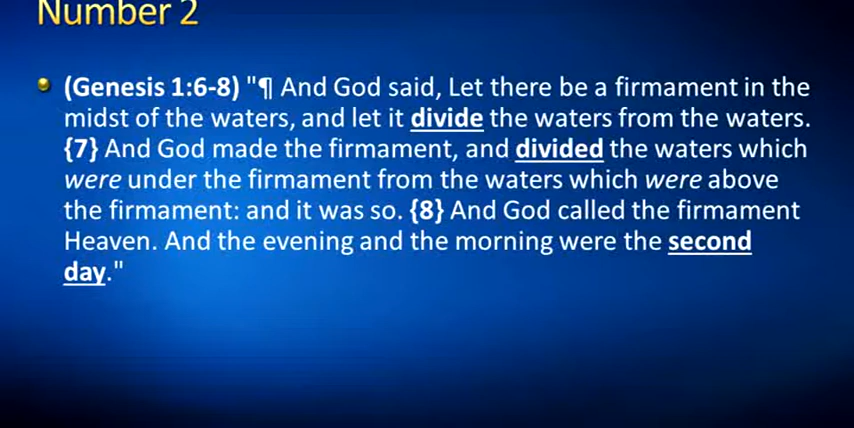 Number 2
(Genesis 1:6-8) "¶ And God said, Let there be a firmament in the
midst of the waters, and let it divide the waters from the waters.
{7} And God made the firmament, and divided the waters which
were under the firmament from the waters which were above
the firmament: and it was so. {8} And God called the firmament
Heaven. And the evening and the morning were the second
day."